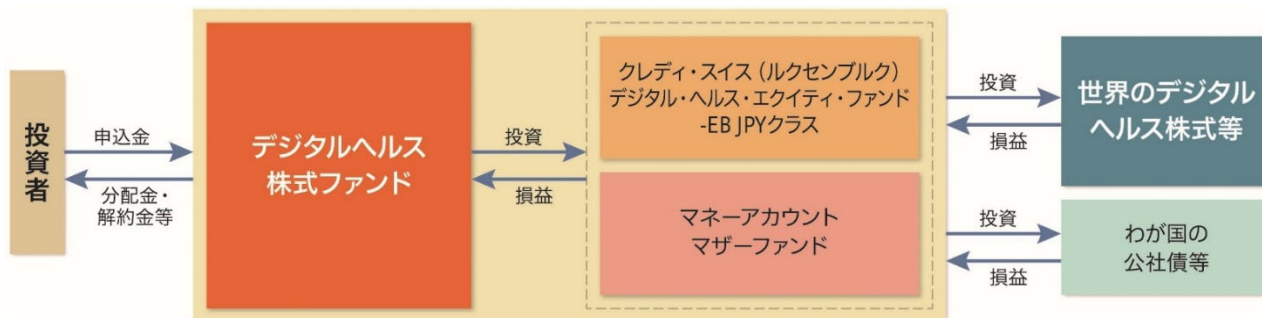 投資者
申込金
分配金・
解約金等
デジタルヘルス
株式ファンド
投資
損益
クレディ・スイス（ルクセンブルク）
デジタル・ヘルス・エクイティ・ファンド
-EB JPYクラス
マネーアカウント
マザーファンド
投資
損益
世界のデジタル
ヘルス株式等
投資
損益
わが国の
公社債等